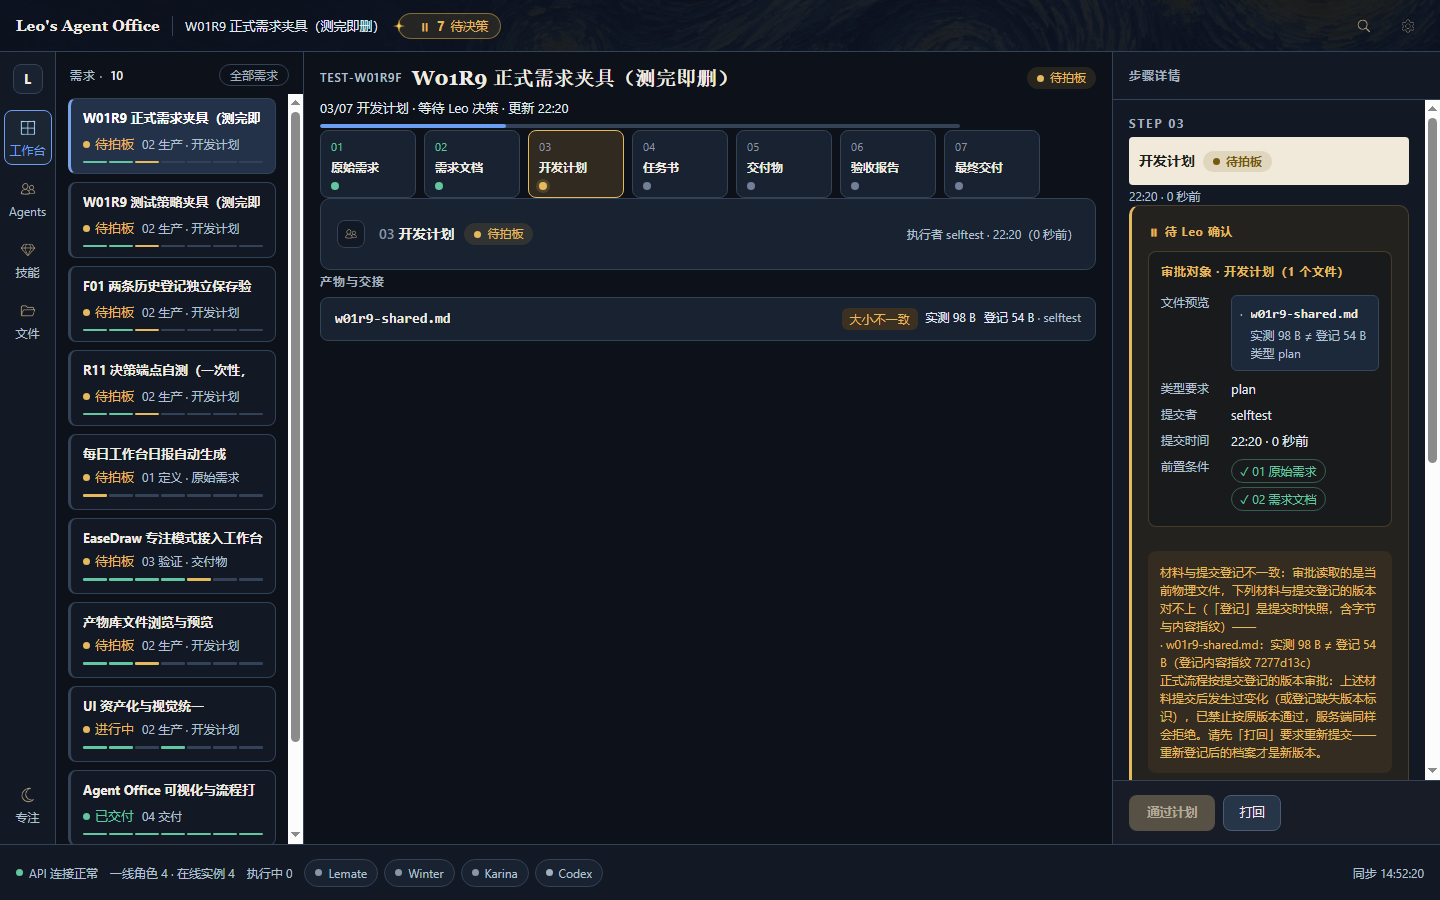 Leo's Agent Office
W01R9 正式需求夹具（测完即删）
7 待决策
L
工作台
Agents
技能
文件
专注
需求 · 10
全部需求
W01R9 正式需求夹具（测完即
待拍板 02 生产 · 开发计划
W01R9 测试策略夹具（测完即
待拍板 02 生产 · 开发计划
F01 两条历史登记独立保存验
待拍板 02 生产 · 开发计划
R11 决策端点自测（一次性，
待拍板 02 生产 · 开发计划
每日工作台日报自动生成
待拍板 01 定义 · 原始需求
EaseDraw 专注模式接入工作台
待拍板 03 验证 · 交付物
产物库文件浏览与预览
待拍板 02 生产 · 开发计划
UI 资产化与视觉统一
进行中 02 生产 · 开发计划
Agent Office 可视化与流程打
已交付 04 交付
TEST-W01R9F W01R9 正式需求夹具（测完即删）
待拍板
03/07 开发计划 · 等待 Leo 决策 · 更新 22:20
01 原始需求
02 需求文档
03 开发计划
04 任务书
05 交付物
06 验收报告
07 最终交付
03 开发计划 待拍板
执行者 selftest · 22:20（0 秒前）
产物与交接
w01r9-shared.md
大小不一致 实测 98 B 登记 54 B · selftest
步骤详情
STEP 03
开发计划 待拍板
22:20 · 0 秒前
待 Leo 确认
审批对象 · 开发计划（1 个文件）
文件预览
· w01r9-shared.md
实测 98 B ≠ 登记 54 B
类型 plan
类型要求 plan
提交者 selftest
提交时间 22:20 · 0 秒前
前置条件 ✓ 01 原始需求
✓ 02 需求文档
材料与提交登记不一致：审批读取的是当
前物理文件，下列材料与提交登记的版本
对不上（「登记」是提交时快照，含字节
与内容指纹）——
· w01r9-shared.md：实测 98 B ≠ 登记 54
B（登记内容指纹 7277d13c）
正式流程按提交登记的版本审批：上述材
料提交后发生过变化（或登记缺失版本标
识），已禁止按原版本通过，服务端同样
会拒绝。请先「打回」要求重新提交——
重新登记后的档案才是新版本。
通过计划
打回
API 连接正常 一线角色 4 · 在线实例 4 执行中 0
Lemate
Winter
Karina
Codex
同步 14:52:20